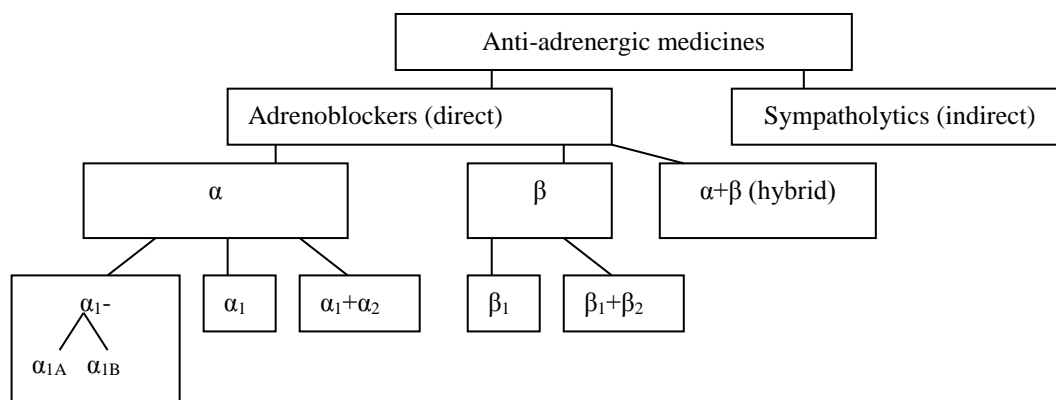 Anti-adrenergic medicines
Adrenoblockers (direct)
Sympatholytics (indirect)
α
β
α+β (hybrid)
α₁-
α₁
α₁+α₂
β₁
β₁+β₂
α₁A α₁B